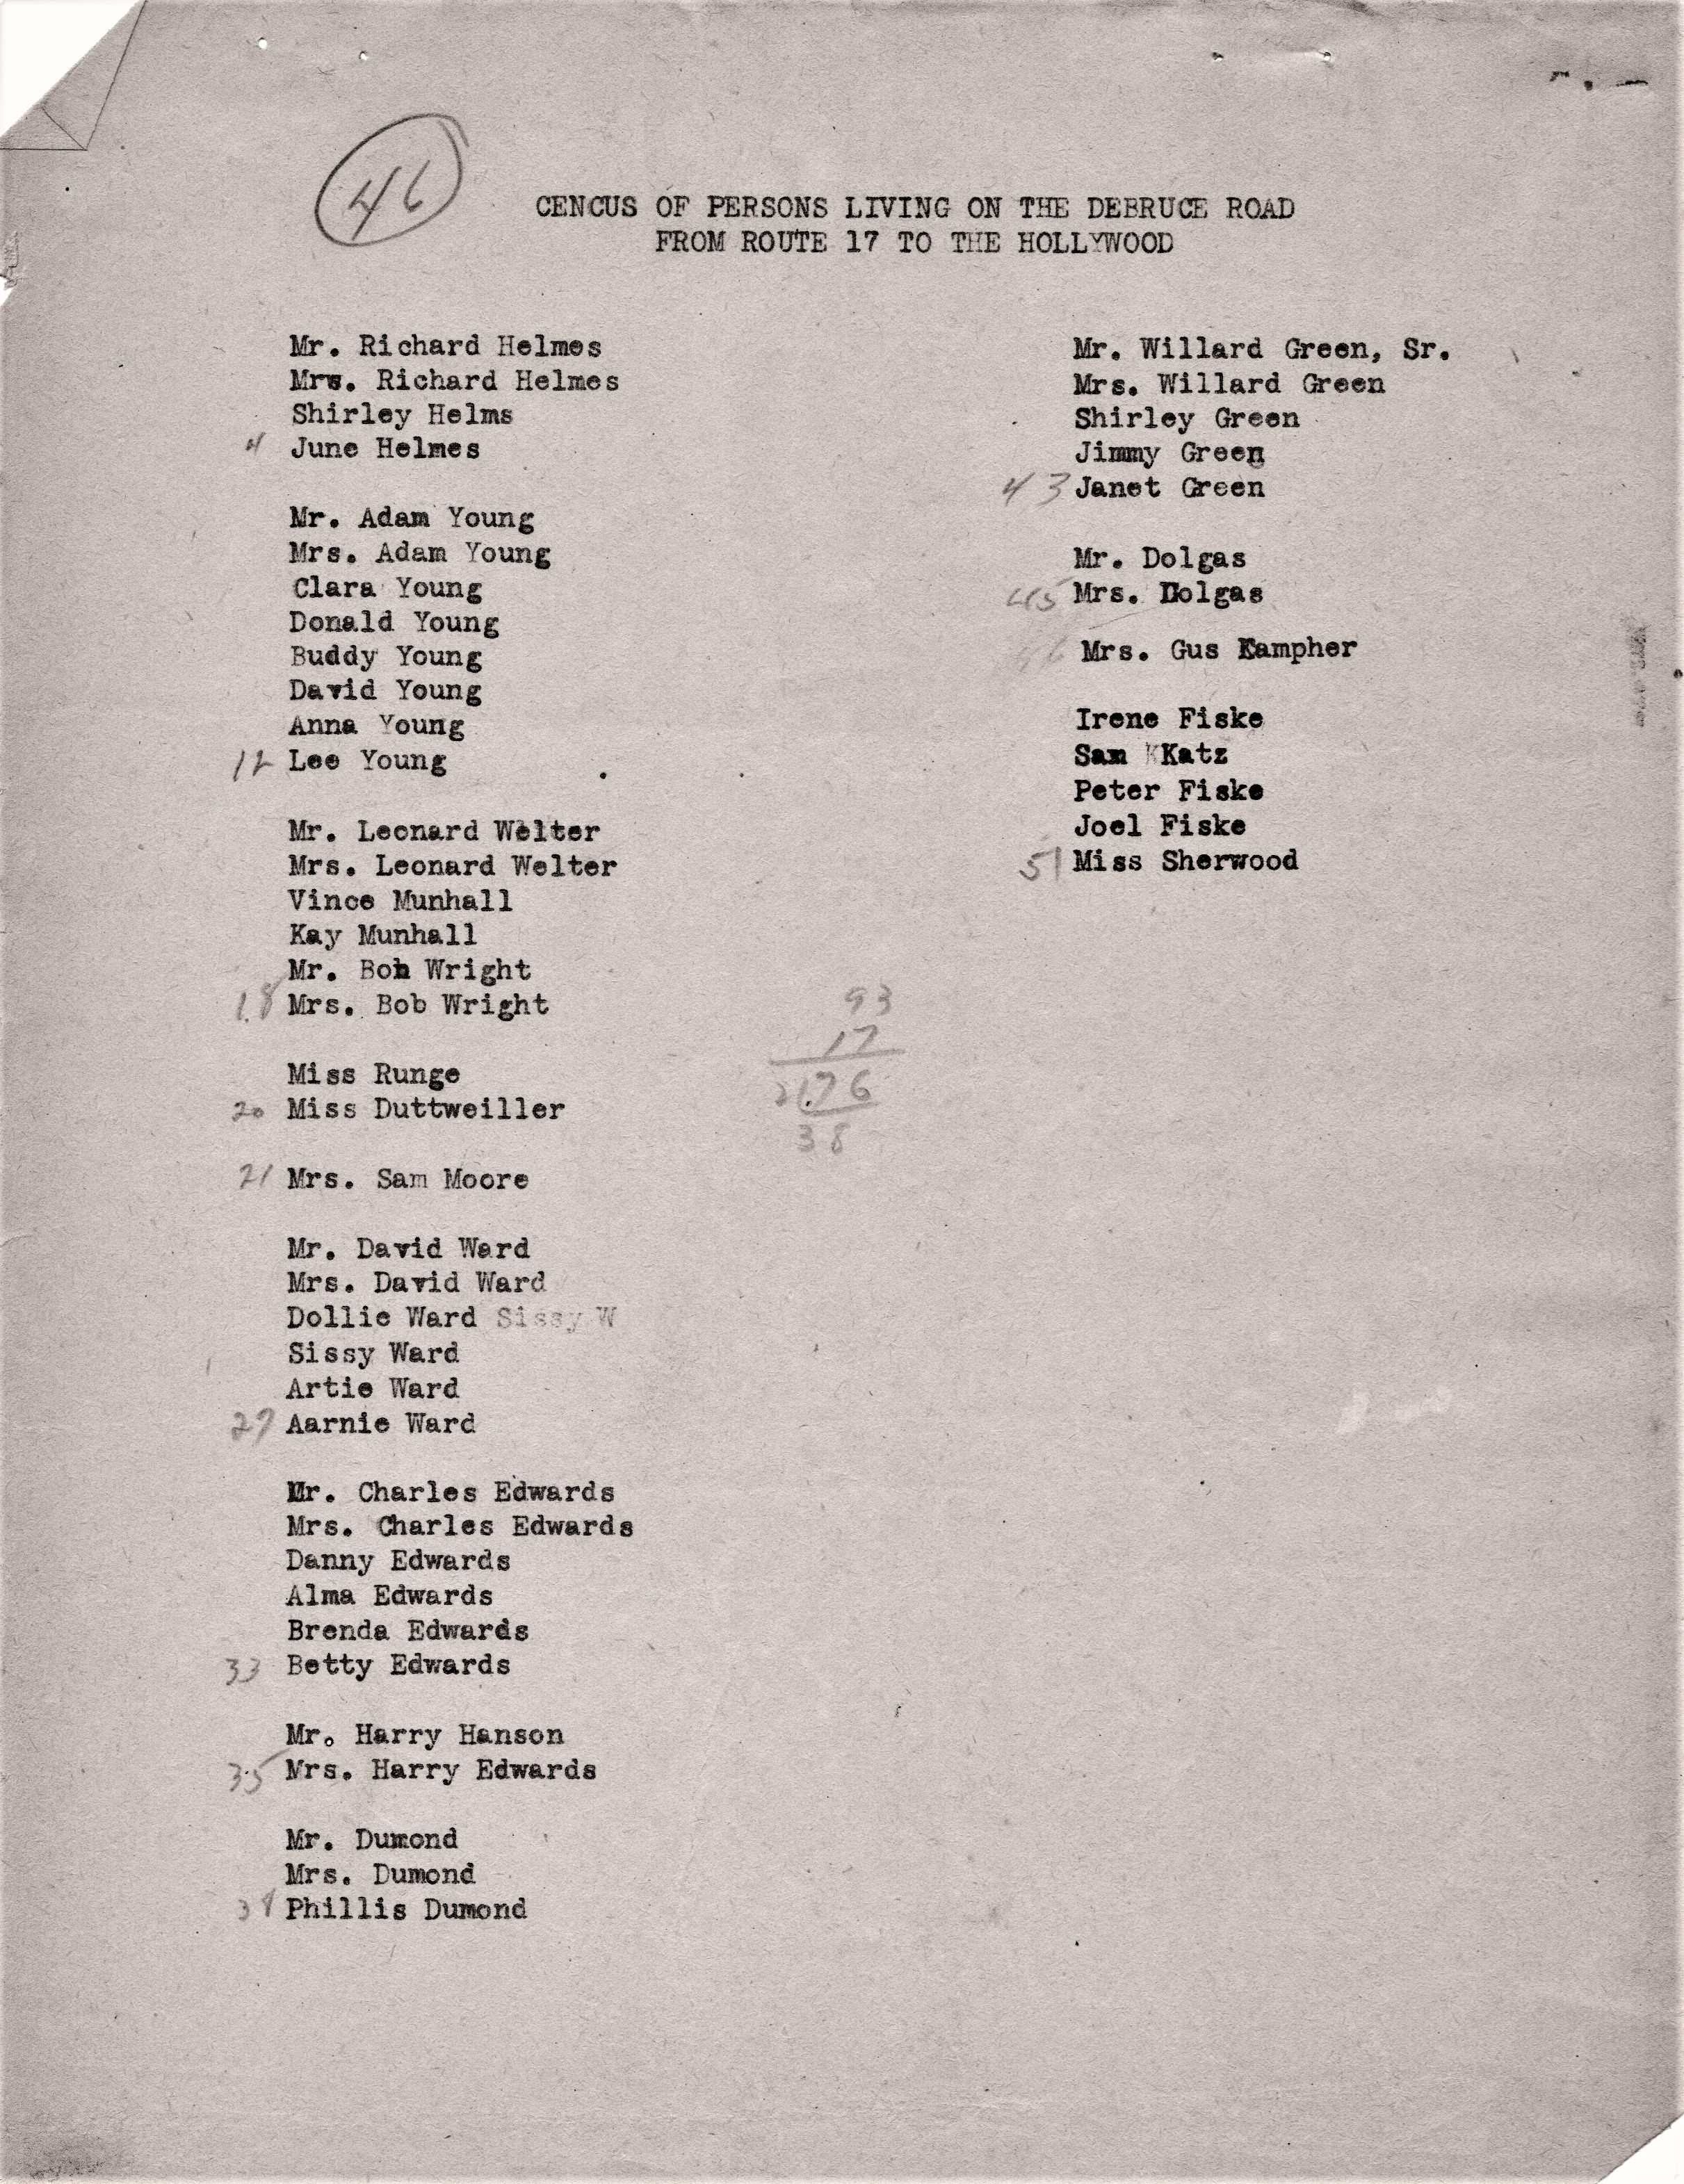 46
CENCUS OF PERSONS LIVING ON THE DEBRUCE ROAD
FROM ROUTE 17 TO THE HOLLYWOOD
Mr. Richard Helmes
Mrs. Richard Helmes
Shirley Helms
4 June Helmes
Mr. Adam Young
Mrs. Adam Young
Clara Young
Donald Young
Buddy Young
David Young
Anna Young
12 Lee Young
Mr. Leonard Welter
Mrs. Leonard Welter
Vince Munhall
Kay Munhall
Mr. Bob Wright
18 Mrs. Bob Wright
Miss Runge
20 Miss Duttweiller
21 Mrs. Sam Moore
Mr. David Ward
Mrs. David Ward
Dollie Ward Sissy W
Sissy Ward
Artie Ward
27 Aarnie Ward
Mr. Charles Edwards
Mrs. Charles Edwards
Danny Edwards
Alma Edwards
Brenda Edwards
33 Betty Edwards
Mr. Harry Hanson
35 Mrs. Harry Edwards
Mr. Dumond
Mrs. Dumond
38 Phillis Dumond
93
17
2 76
38
Mr. Willard Green, Sr.
Mrs. Willard Green
Shirley Green
Jimmy Green
43 Janet Green
Mr. Dolgas
45 Mrs. Dolgas
46 Mrs. Gus Kampher
Irene Fiske
Sam KKatz
Peter Fiske
Joel Fiske
51 Miss Sherwood